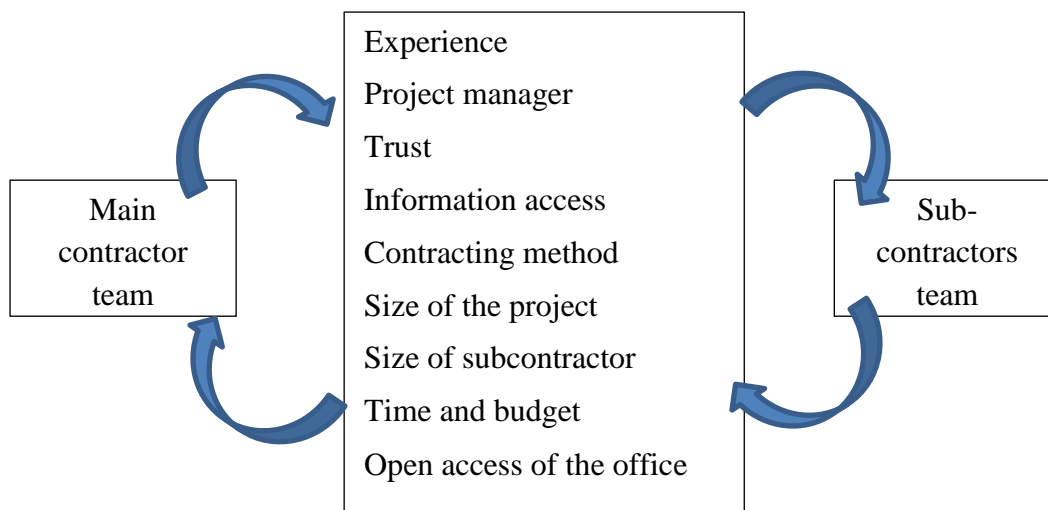 Experience
Project manager
Trust
Information access
Contracting method
Size of the project
Size of subcontractor
Time and budget
Open access of the office
Main
contractor
team
Sub-
contractors
team